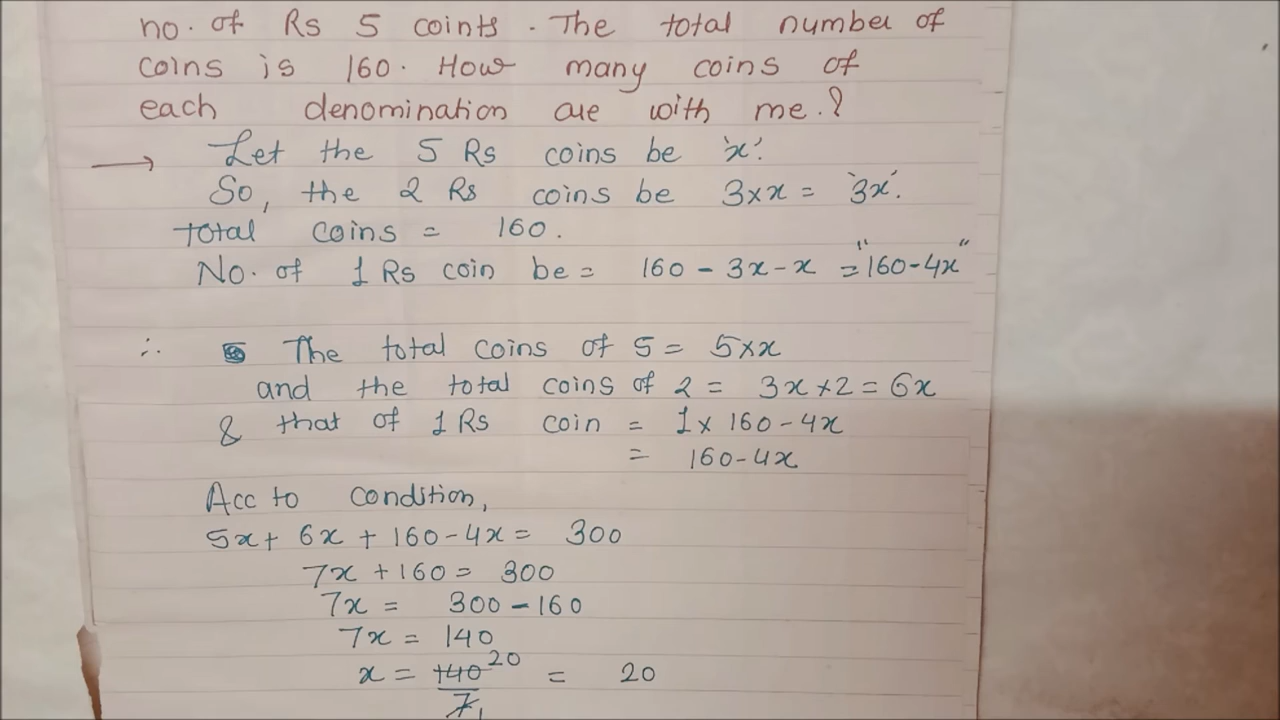 no. of Rs 5 coints. The total number of
coins is 160. How many coins of
each denomination are with me.?
→ Let the 5 Rs coins be 'x'.
So, the 2 Rs coins be 3×x = '3x'.
Total coins = 160.
No. of 1 Rs coin be = 160 - 3x - x = "160-4x"
∴ The total coins of 5 = 5×x
and the total coins of 2 = 3x×2 = 6x
& that of 1 Rs coin = 1× 160-4x
= 160-4x
Acc to condition,
5x + 6x + 160-4x = 300
7x + 160 = 300
7x = 300 - 160
7x = 140
x = 140/7 20 = 20
1